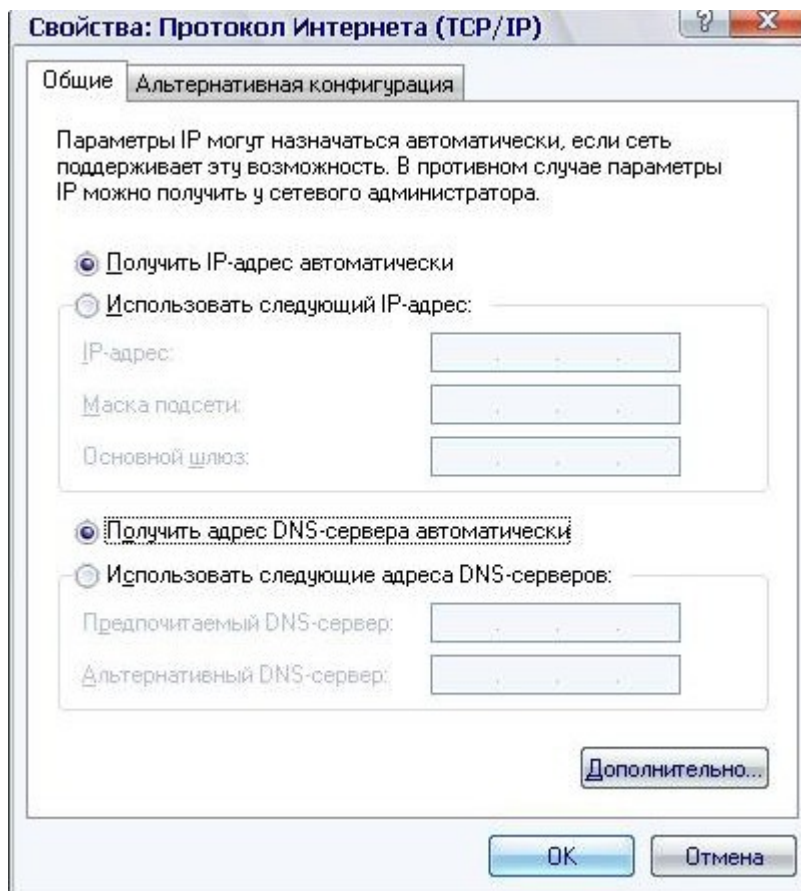 Свойства: Протокол Интернета (TCP/IP)
?
X
Общие
Альтернативная конфигурация
Параметры IP могут назначаться автоматически, если сеть
поддерживает эту возможность. В противном случае параметры
IP можно получить у сетевого администратора.
Получить IP-адрес автоматически
Использовать следующий IP-адрес:
IP-адрес:
Маска подсети:
Основной шлюз:
Получить адрес DNS-сервера автоматически
Использовать следующие адреса DNS-серверов:
Предпочитаемый DNS-сервер:
Альтернативный DNS-сервер:
Дополнительно...
OK
Отмена